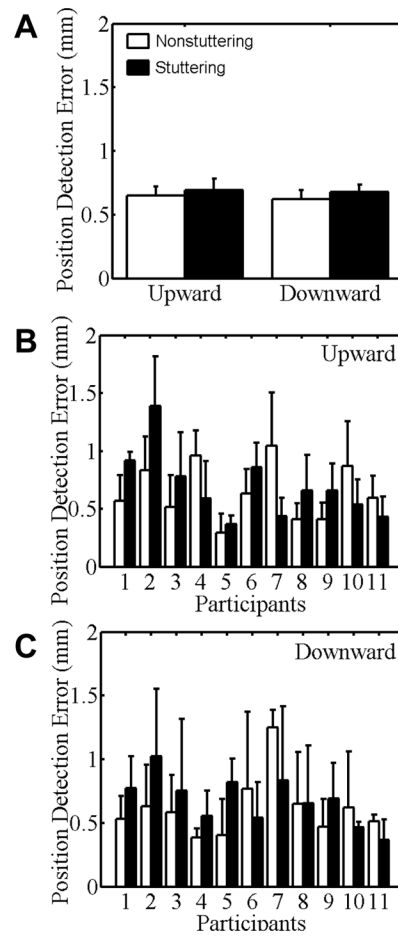 A
Position Detection Error (mm)
2
1.5
1
0.5
0
Nonstuttering
Stuttering
Upward
Downward
B
Position Detection Error (mm)
2
1.5
1
0.5
0
Upward
1 2 3 4 5 6 7 8 9 10 11
Participants
C
Position Detection Error (mm)
2
1.5
1
0.5
0
Downward
1 2 3 4 5 6 7 8 9 10 11
Participants